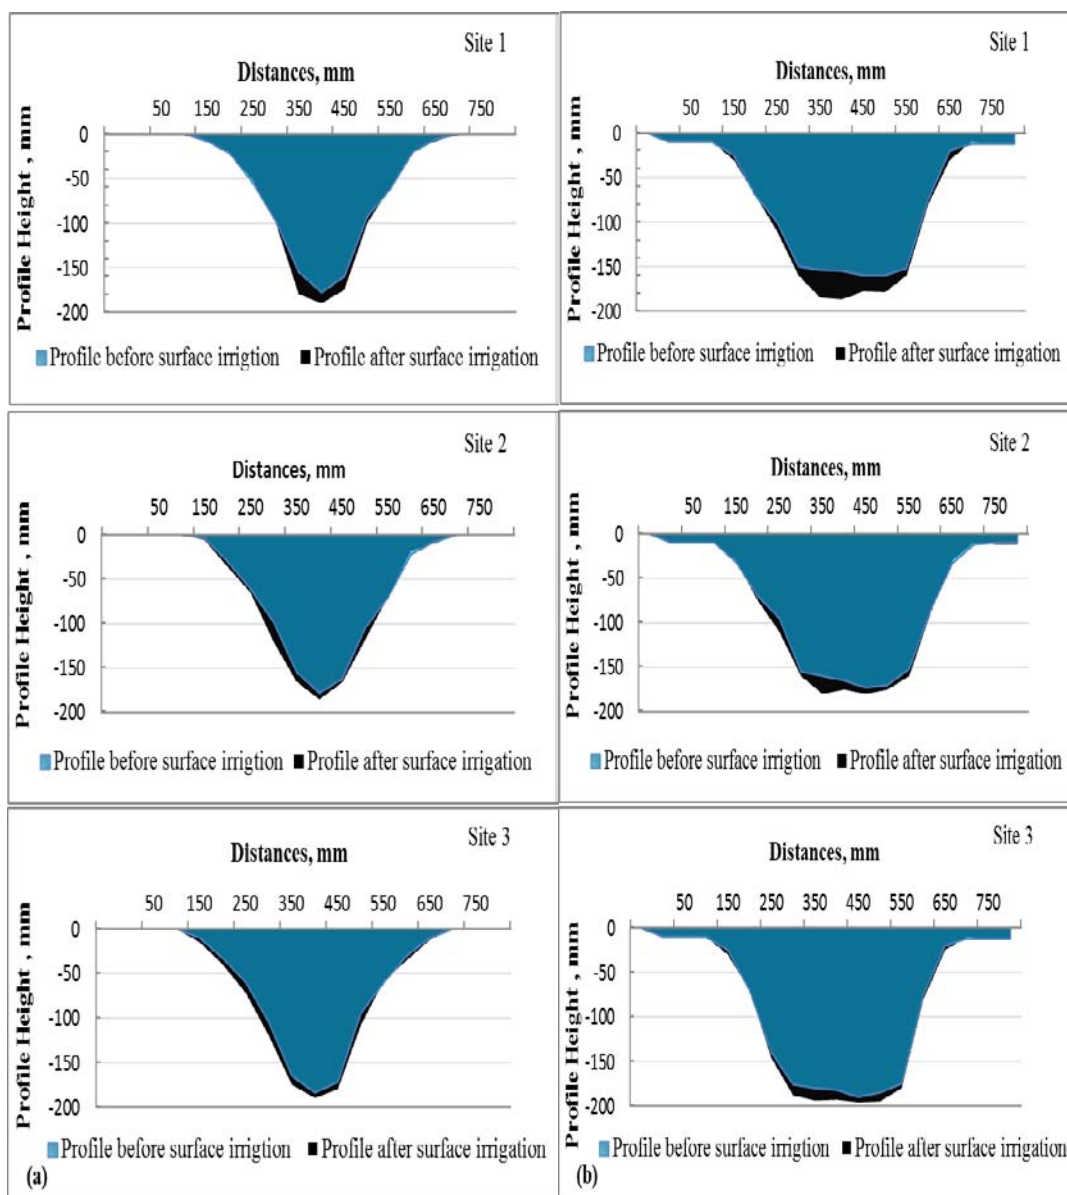 Site 1
Distances, mm
50 150 250 350 450 550 650 750
Profile Height , mm
0
-50
-100
-150
-200
Profile before surface irrigtion Profile after surface irrigation
Site 1
Distances, mm
50 150 250 350 450 550 650 750
Profile Height , mm
0
-50
-100
-150
-200
Profile before surface irrigtion Profile after surface irrigation
Site 2
Distances, mm
50 150 250 350 450 550 650 750
Profile Height , mm
0
-50
-100
-150
-200
Profile before surface irrigtion Profile after surface irrigation
Site 2
Distances, mm
50 150 250 350 450 550 650 750
Profile Height , mm
0
-50
-100
-150
-200
Profile before surface irrigtion Profile after surface irrigation
Site 3
Distances, mm
50 150 250 350 450 550 650 750
Profile Height , mm
0
-50
-100
-150
-200
Profile before surface irrigtion Profile after surface irrigation
(a)
Site 3
Distances, mm
50 150 250 350 450 550 650 750
Profile Height , mm
0
-50
-100
-150
-200
Profile before surface irrigtion Profile after surface irrigation
(b)